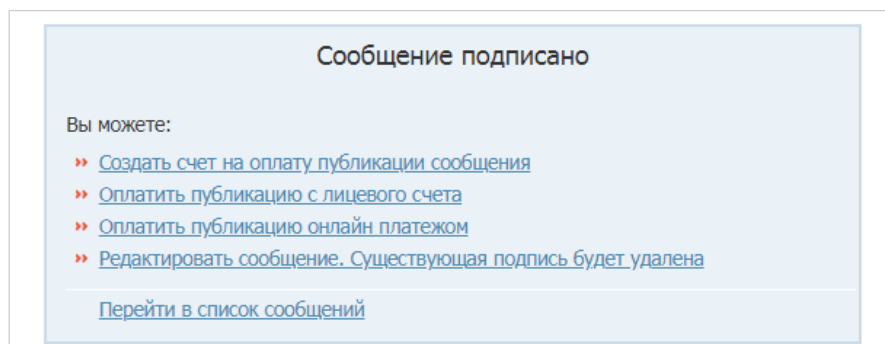 Сообщение подписано
Вы можете:
Создать счет на оплату публикации сообщения
Оплатить публикацию с лицевого счета
Оплатить публикацию онлайн платежом
Редактировать сообщение. Существующая подпись будет удалена
Перейти в список сообщений